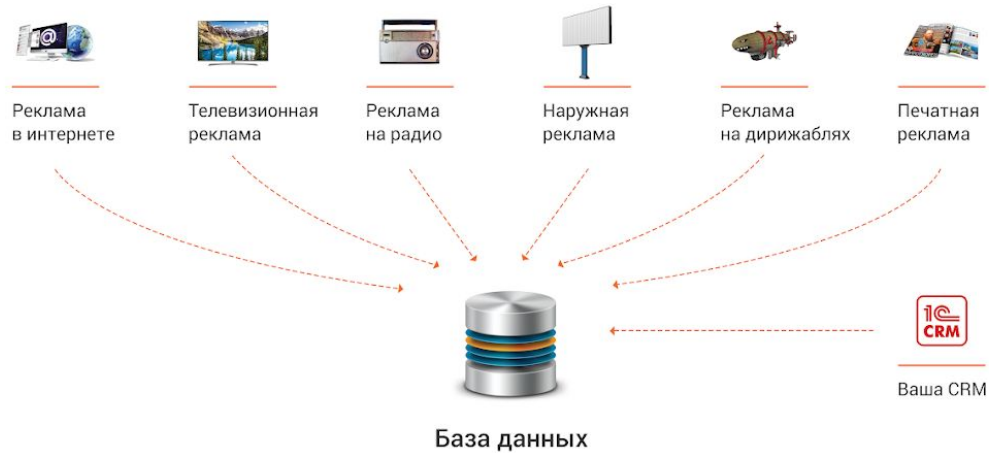 Реклама
в интернете
Телевизионная
реклама
Реклама
на радио
Наружная
реклама
Реклама
на дирижаблях
Печатная
реклама
1С
CRM
Ваша CRM
База данных